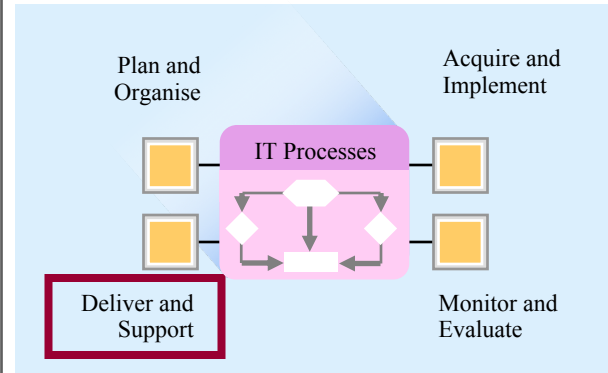 Plan and
Organise
Acquire and
Implement
IT Processes
Deliver and
Support
Monitor and
Evaluate